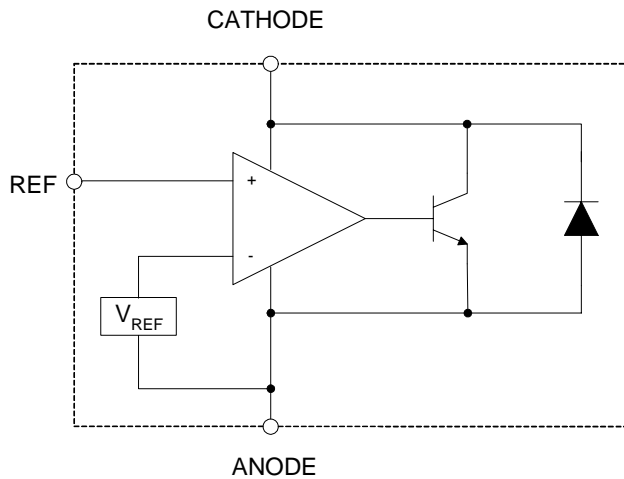 CATHODE
REF
+
-
VREF
ANODE